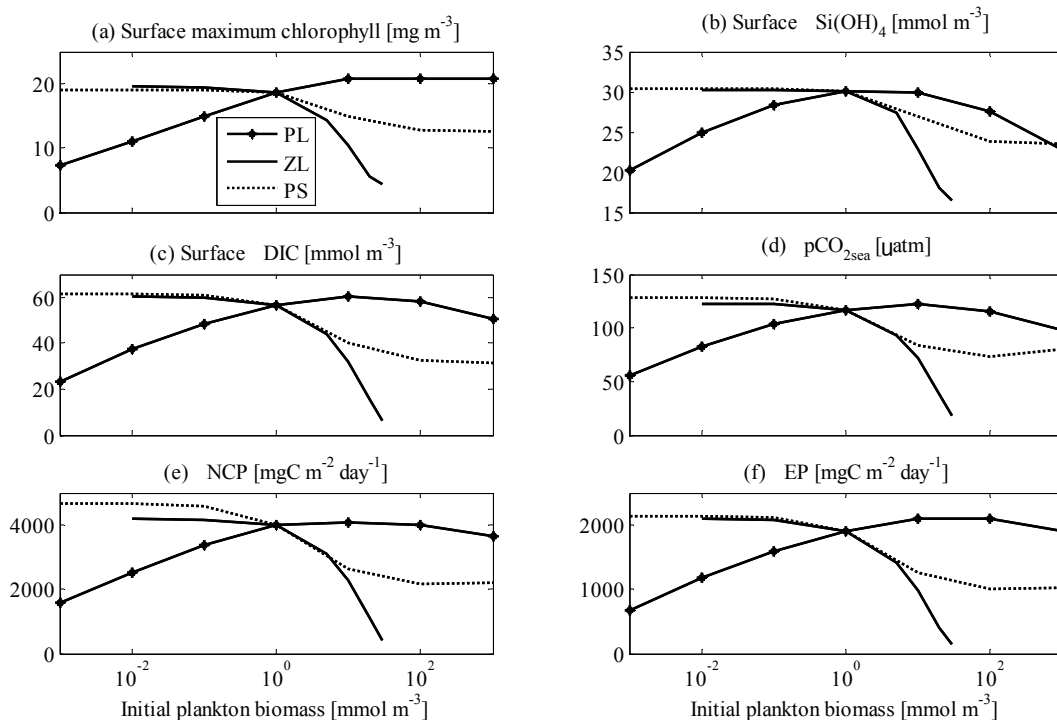 (a) Surface maximum chlorophyll [mg m⁻³]
20
10
0
PL
ZL
PS
(b) Surface Si(OH)₄ [mmol m⁻³]
35
30
25
20
15
(c) Surface DIC [mmol m⁻³]
60
40
20
0
(d) pCO₂sea [µatm]
150
100
50
0
(e) NCP [mgC m⁻² day⁻¹]
4000
2000
0
10⁻² 10⁰ 10²
Initial plankton biomass [mmol m⁻³]
(f) EP [mgC m⁻² day⁻¹]
2000
1000
0
10⁻² 10⁰ 10²
Initial plankton biomass [mmol m⁻³]